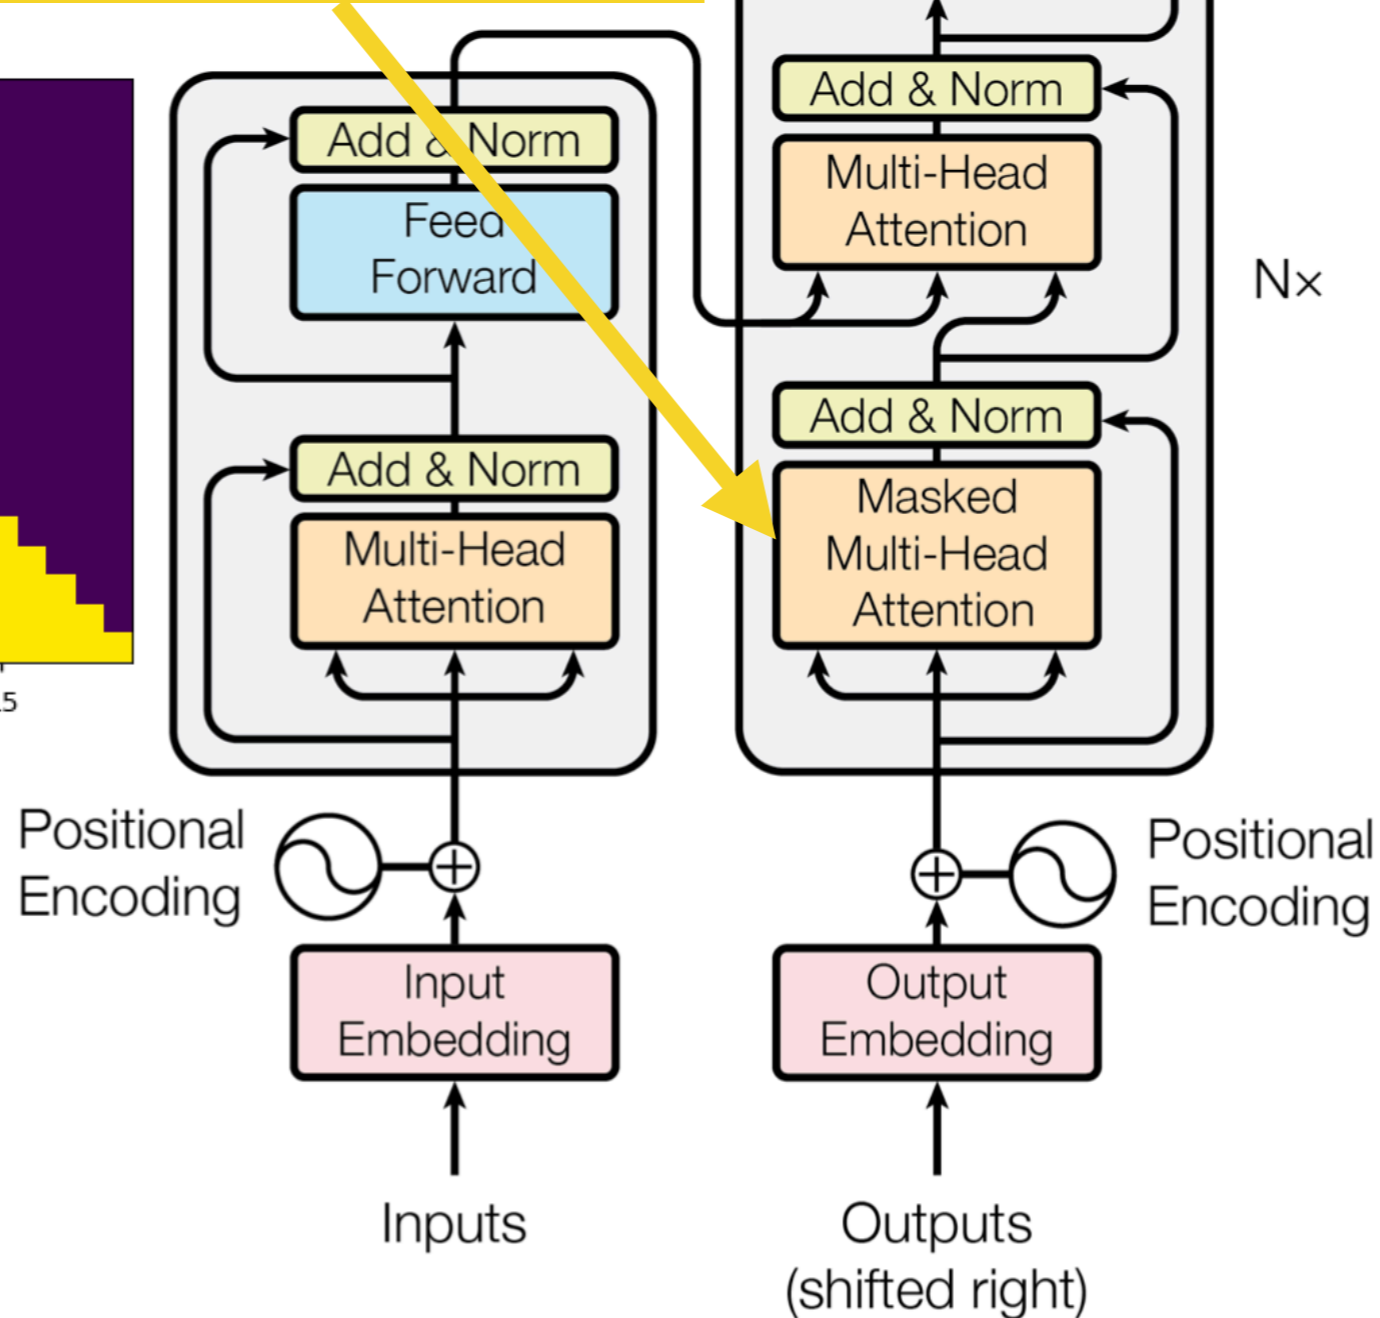 Add & Norm
Feed
Forward
Add & Norm
Multi-Head
Attention
Positional
Encoding
Input
Embedding
Inputs
Add & Norm
Multi-Head
Attention
N×
Add & Norm
Masked
Multi-Head
Attention
Positional
Encoding
Output
Embedding
Outputs
(shifted right)
.5